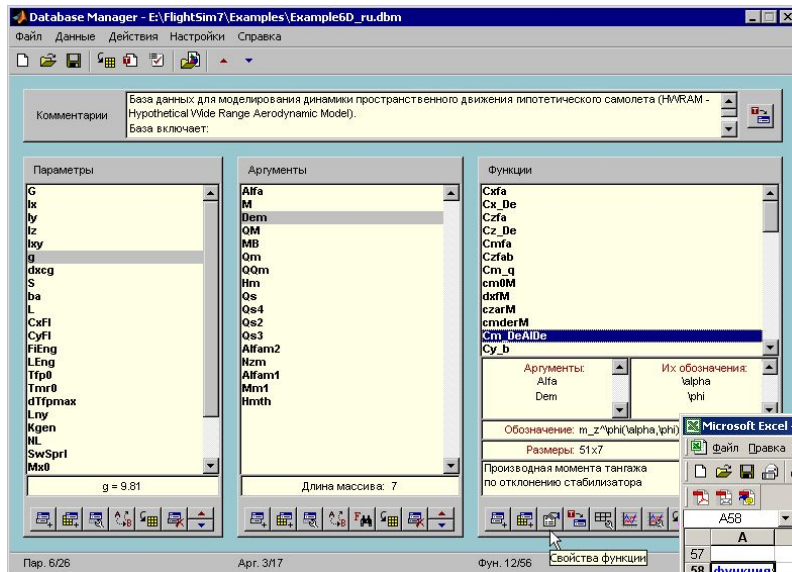 Database Manager - E:\FlightSim7\Examples\Example6D_ru.dbm
Файл Данные Действия Настройки Справка
Комментарии
База данных для моделирования динамики пространственного движения гипотетического самолета (HWRAM -
Hypothetical Wide Range Aerodynamic Model).
База включает:
Параметры
G
Ix
Iy
Iz
Ixy
g
dxcg
S
ba
L
CxFl
CyFl
FiEng
LEng
Tfp0
Tmr0
dTfpmax
Lny
Kgen
NL
SwSprl
Mx0
g = 9.81
Пар. 6/26
Аргументы
Alfa
M
Dem
QM
MB
Qm
QQm
Hm
Qs
Qs4
Qs2
Qs3
Alfam2
Nzm
Alfam1
Mm1
Hmth
Длина массива: 7
Арг. 3/17
Функции
Cxfa
Cx_De
Czfa
Cz_De
Cmfa
Czfab
Cm_q
cm0M
dxfM
czarM
cmderM
Cm_DeAlDe
Cy_b
Аргументы:
Alfa
Dem
Их обозначения:
\alpha
\phi
Обозначение: m_z^\phi(\alpha,\phi)
Размеры: 51x7
Производная момента тангажа
по отклонению стабилизатора
Свойства функции
Фун. 12/56
Microsoft Excel -
Файл Правка
A58
A
57
58 функция: